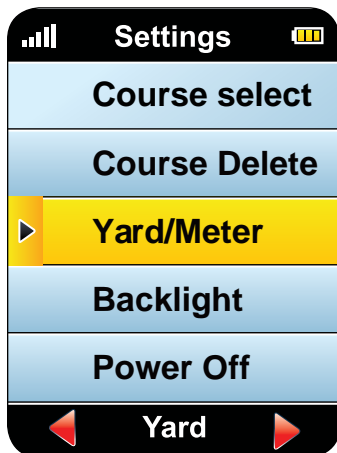 Settings
Course select
Course Delete
Yard/Meter
Backlight
Power Off
Yard